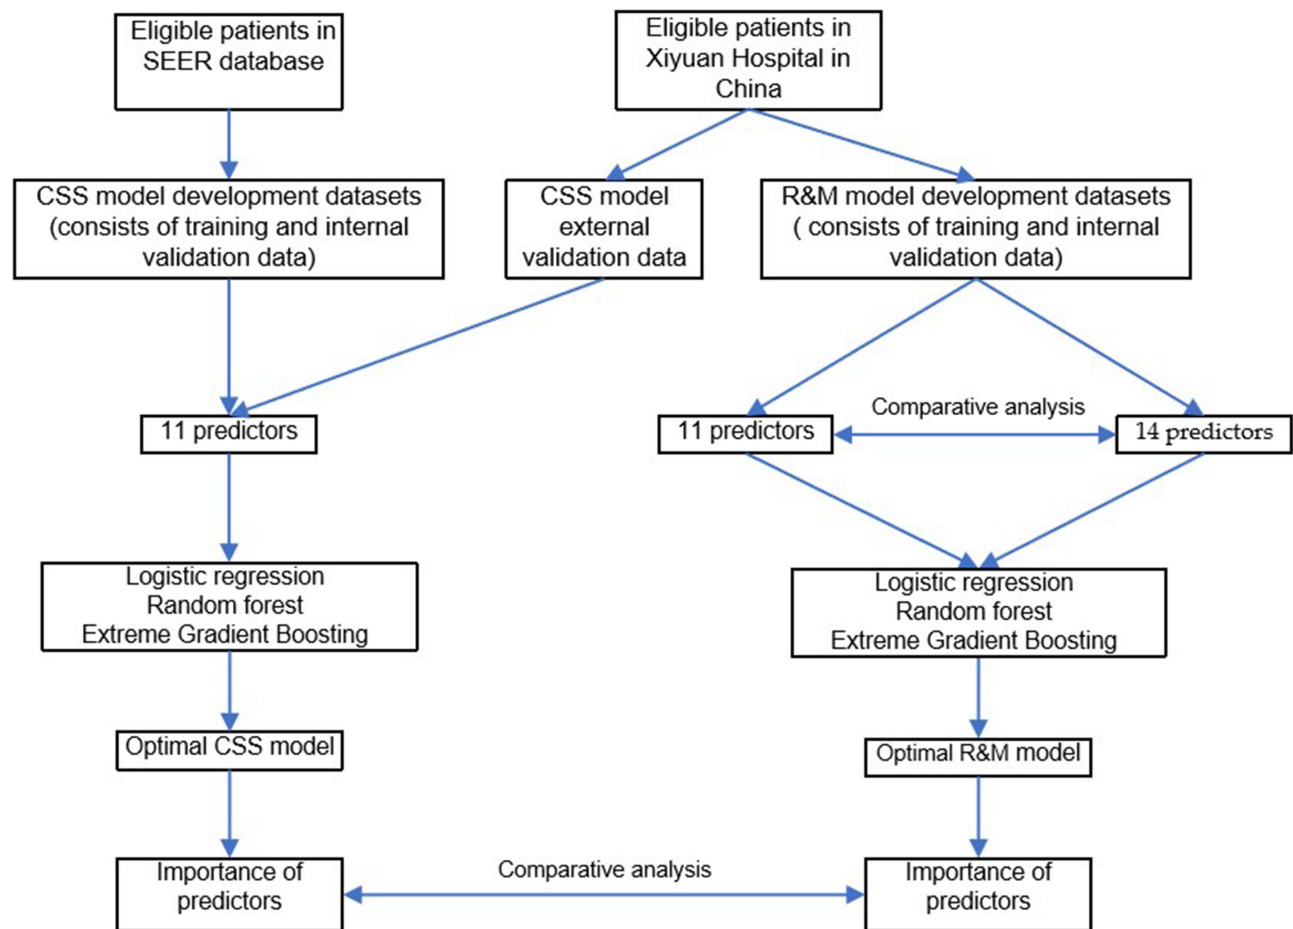 Eligible patients in
SEER database
Eligible patients in
Xiyuan Hospital in
China
CSS model development datasets
(consists of training and internal
validation data)
CSS model
external
validation data
R&M model development datasets
( consists of training and internal
validation data)
11 predictors
11 predictors
Comparative analysis
14 predictors
Logistic regression
Random forest
Extreme Gradient Boosting
Logistic regression
Random forest
Extreme Gradient Boosting
Optimal CSS model
Optimal R&M model
Importance of
predictors
Comparative analysis
Importance of
predictors